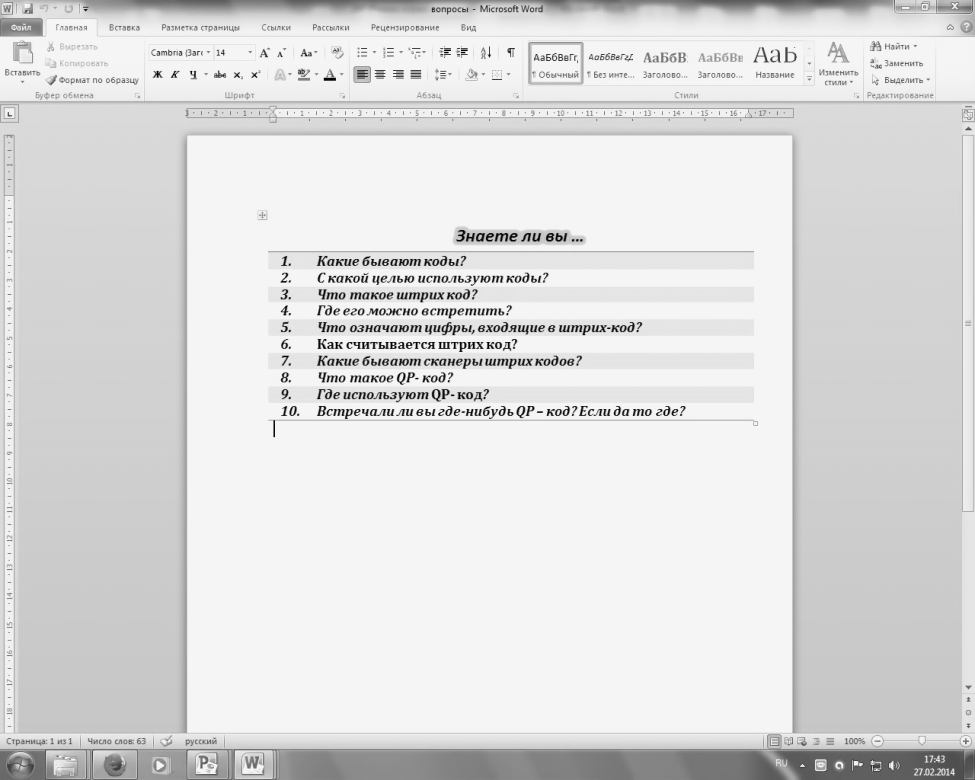 вопросы - Microsoft Word
Файл Главная Вставка Разметка страницы Ссылки Рассылки Рецензирование Вид
Вставить
Вырезать
Копировать
Формат по образцу
Буфер обмена
Cambria (Заго 14
Шрифт
Абзац
АаБбВвГг, АаБбВвГгД АаБбВ АаБбВв АаЬ
¶ Обычный ¶ Без инте... Заголово... Заголово... Название
Изменить стили
Стили
Найти
Заменить
Выделить
Редактирование
Знаете ли вы ...
1. Какие бывают коды?
2. С какой целью используют коды?
3. Что такое штрих код?
4. Где его можно встретить?
5. Что означают цифры, входящие в штрих-код?
6. Как считывается штрих код?
7. Какие бывают сканеры штрих кодов?
8. Что такое QP- код?
9. Где используют QP- код?
10. Встречали ли вы где-нибудь QP – код? Если да то где?
Страница: 1 из 1 Число слов: 63 русский 100%
RU 17:43
27.02.2014